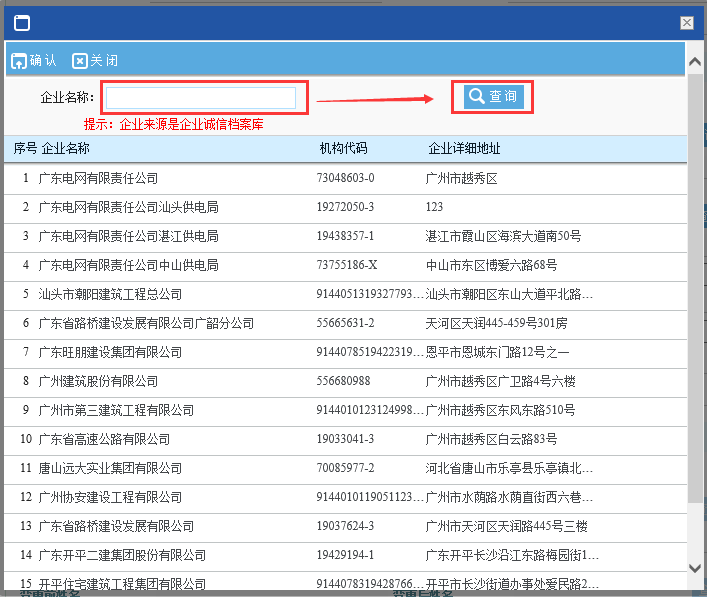 确认 关闭
企业名称： 查询
提示：企业来源是企业诚信档案库
序号 企业名称 机构代码 企业详细地址
1 广东电网有限责任公司 73048603-0 广州市越秀区
2 广东电网有限责任公司汕头供电局 19272050-3 123
3 广东电网有限责任公司湛江供电局 19438357-1 湛江市霞山区海滨大道南50号
4 广东电网有限责任公司中山供电局 73755186-X 中山市东区博爱六路68号
5 汕头市潮阳建筑工程总公司 9144051319327793... 汕头市潮阳区东山大道平北路...
6 广东省路桥建设发展有限公司广韶分公司 55665631-2 天河区天润445-459号301房
7 广东旺朋建设集团有限公司 9144078519422319... 恩平市恩城东门路12号之一
8 广州建筑股份有限公司 556680988 广州市越秀区广卫路4号六楼
9 广州市第三建筑工程有限公司 9144010123124998... 广州市越秀区东风东路510号
10 广东省高速公路有限公司 19033041-3 广州市越秀区白云路83号
11 唐山远大实业集团有限公司 70085977-2 河北省唐山市乐亭县乐亭镇北...
12 广州协安建设工程有限公司 9144010119051123... 广州市水荫路水荫直街西六巷...
13 广东省路桥建设发展有限公司 19037624-3 广州市天河区天润路445号三楼
14 广东开平二建集团股份有限公司 19429194-1 广东开平长沙沿江东路梅园街1...
15 开平住宅建筑工程集团有限公司 9144078319428766... 开平市长沙街道办事处爱民路2...